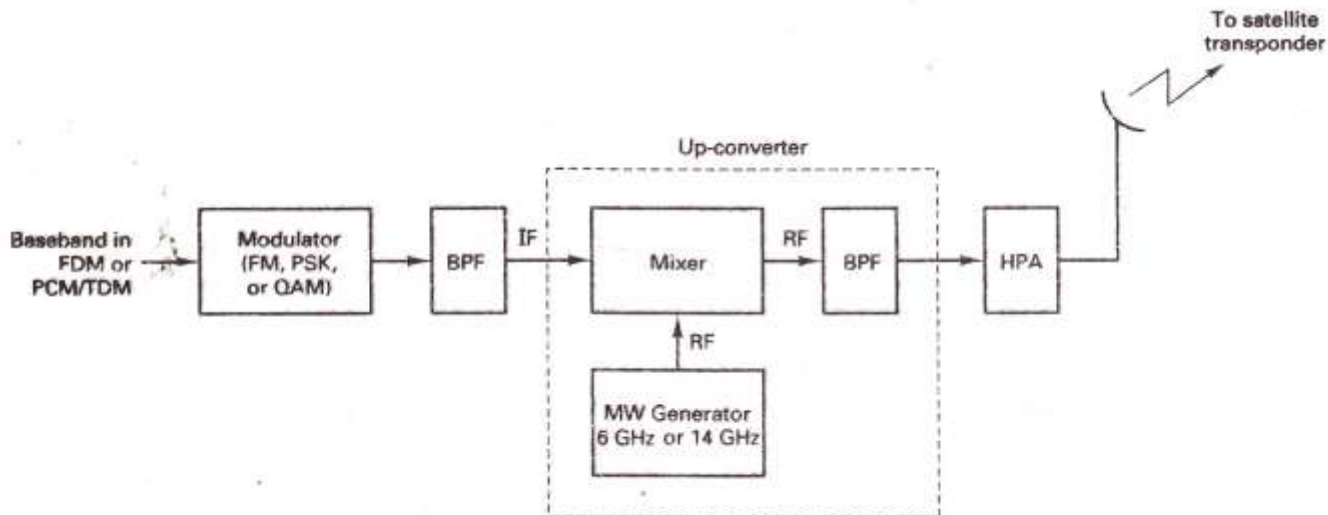 To satellite
transponder
Up-converter
Baseband in
FDM or
PCM/TDM
Modulator
(FM, PSK,
or QAM)
BPF
IF
Mixer
RF
BPF
HPA
RF
MW Generator
6 GHz or 14 GHz